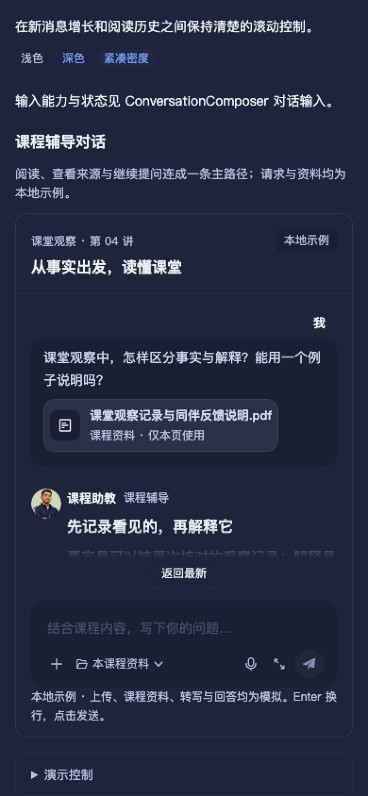 在新消息增长和阅读历史之间保持清楚的滚动控制。
浅色 深色 紧凑密度
输入能力与状态见 ConversationComposer 对话输入。
课程辅导对话
阅读、查看来源与继续提问连成一条主路径；请求与资料均为
本地示例。
课堂观察 · 第 04 讲 本地示例
从事实出发，读懂课堂
我
课堂观察中，怎样区分事实与解释？能用一个例
子说明吗？
课堂观察记录与同伴反馈说明.pdf
课程资料 · 仅本页使用
课程助教 课程辅导
先记录看见的，再解释它
返回最新
结合课程内容，写下你的问题...
本课程资料
本地示例 · 上传、课程资料、转写与回答均为模拟。Enter 换
行，点击发送。
演示控制